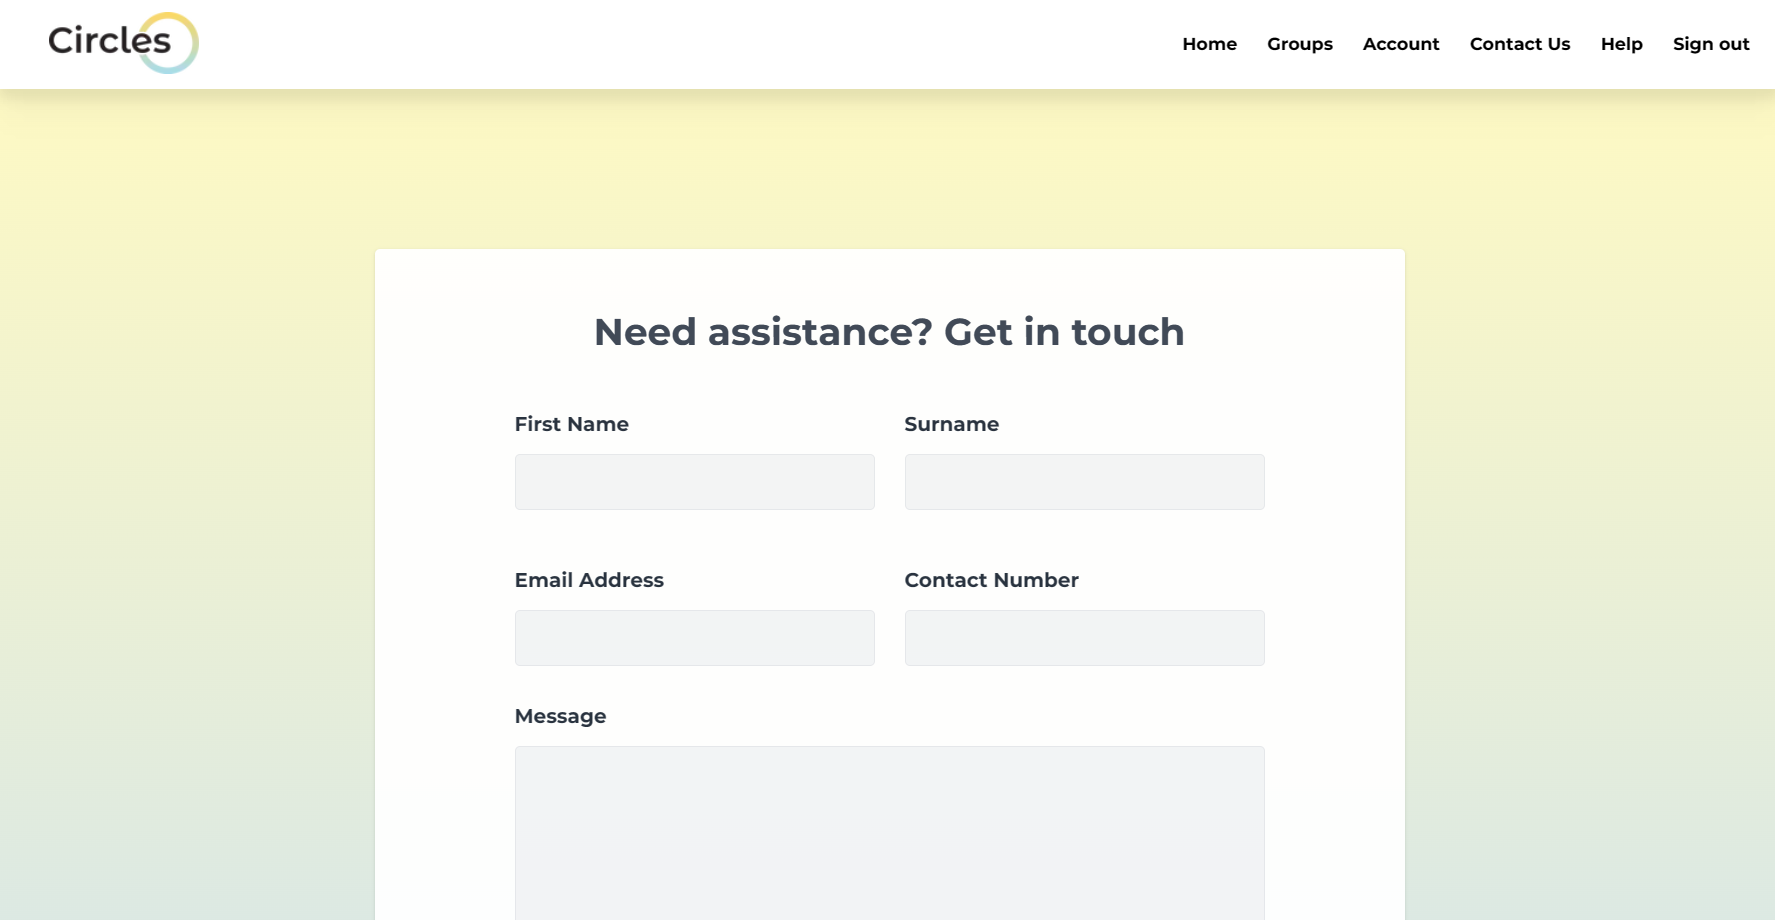 Circles
Home Groups Account Contact Us Help Sign out
Need assistance? Get in touch
First Name Surname
Email Address Contact Number
Message